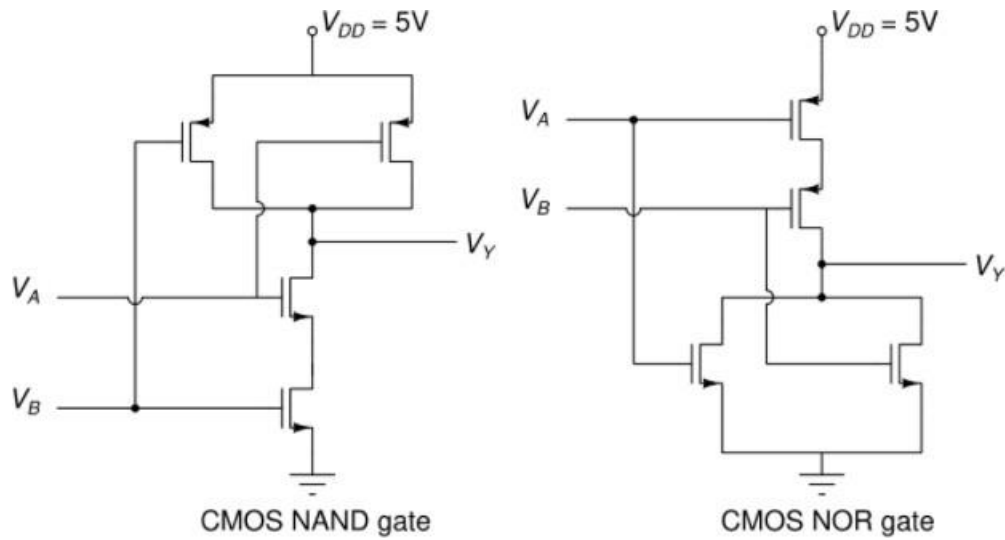 V_DD = 5V
V_A
V_B
V_Y
CMOS NAND gate
V_DD = 5V
V_A
V_B
V_Y
CMOS NOR gate